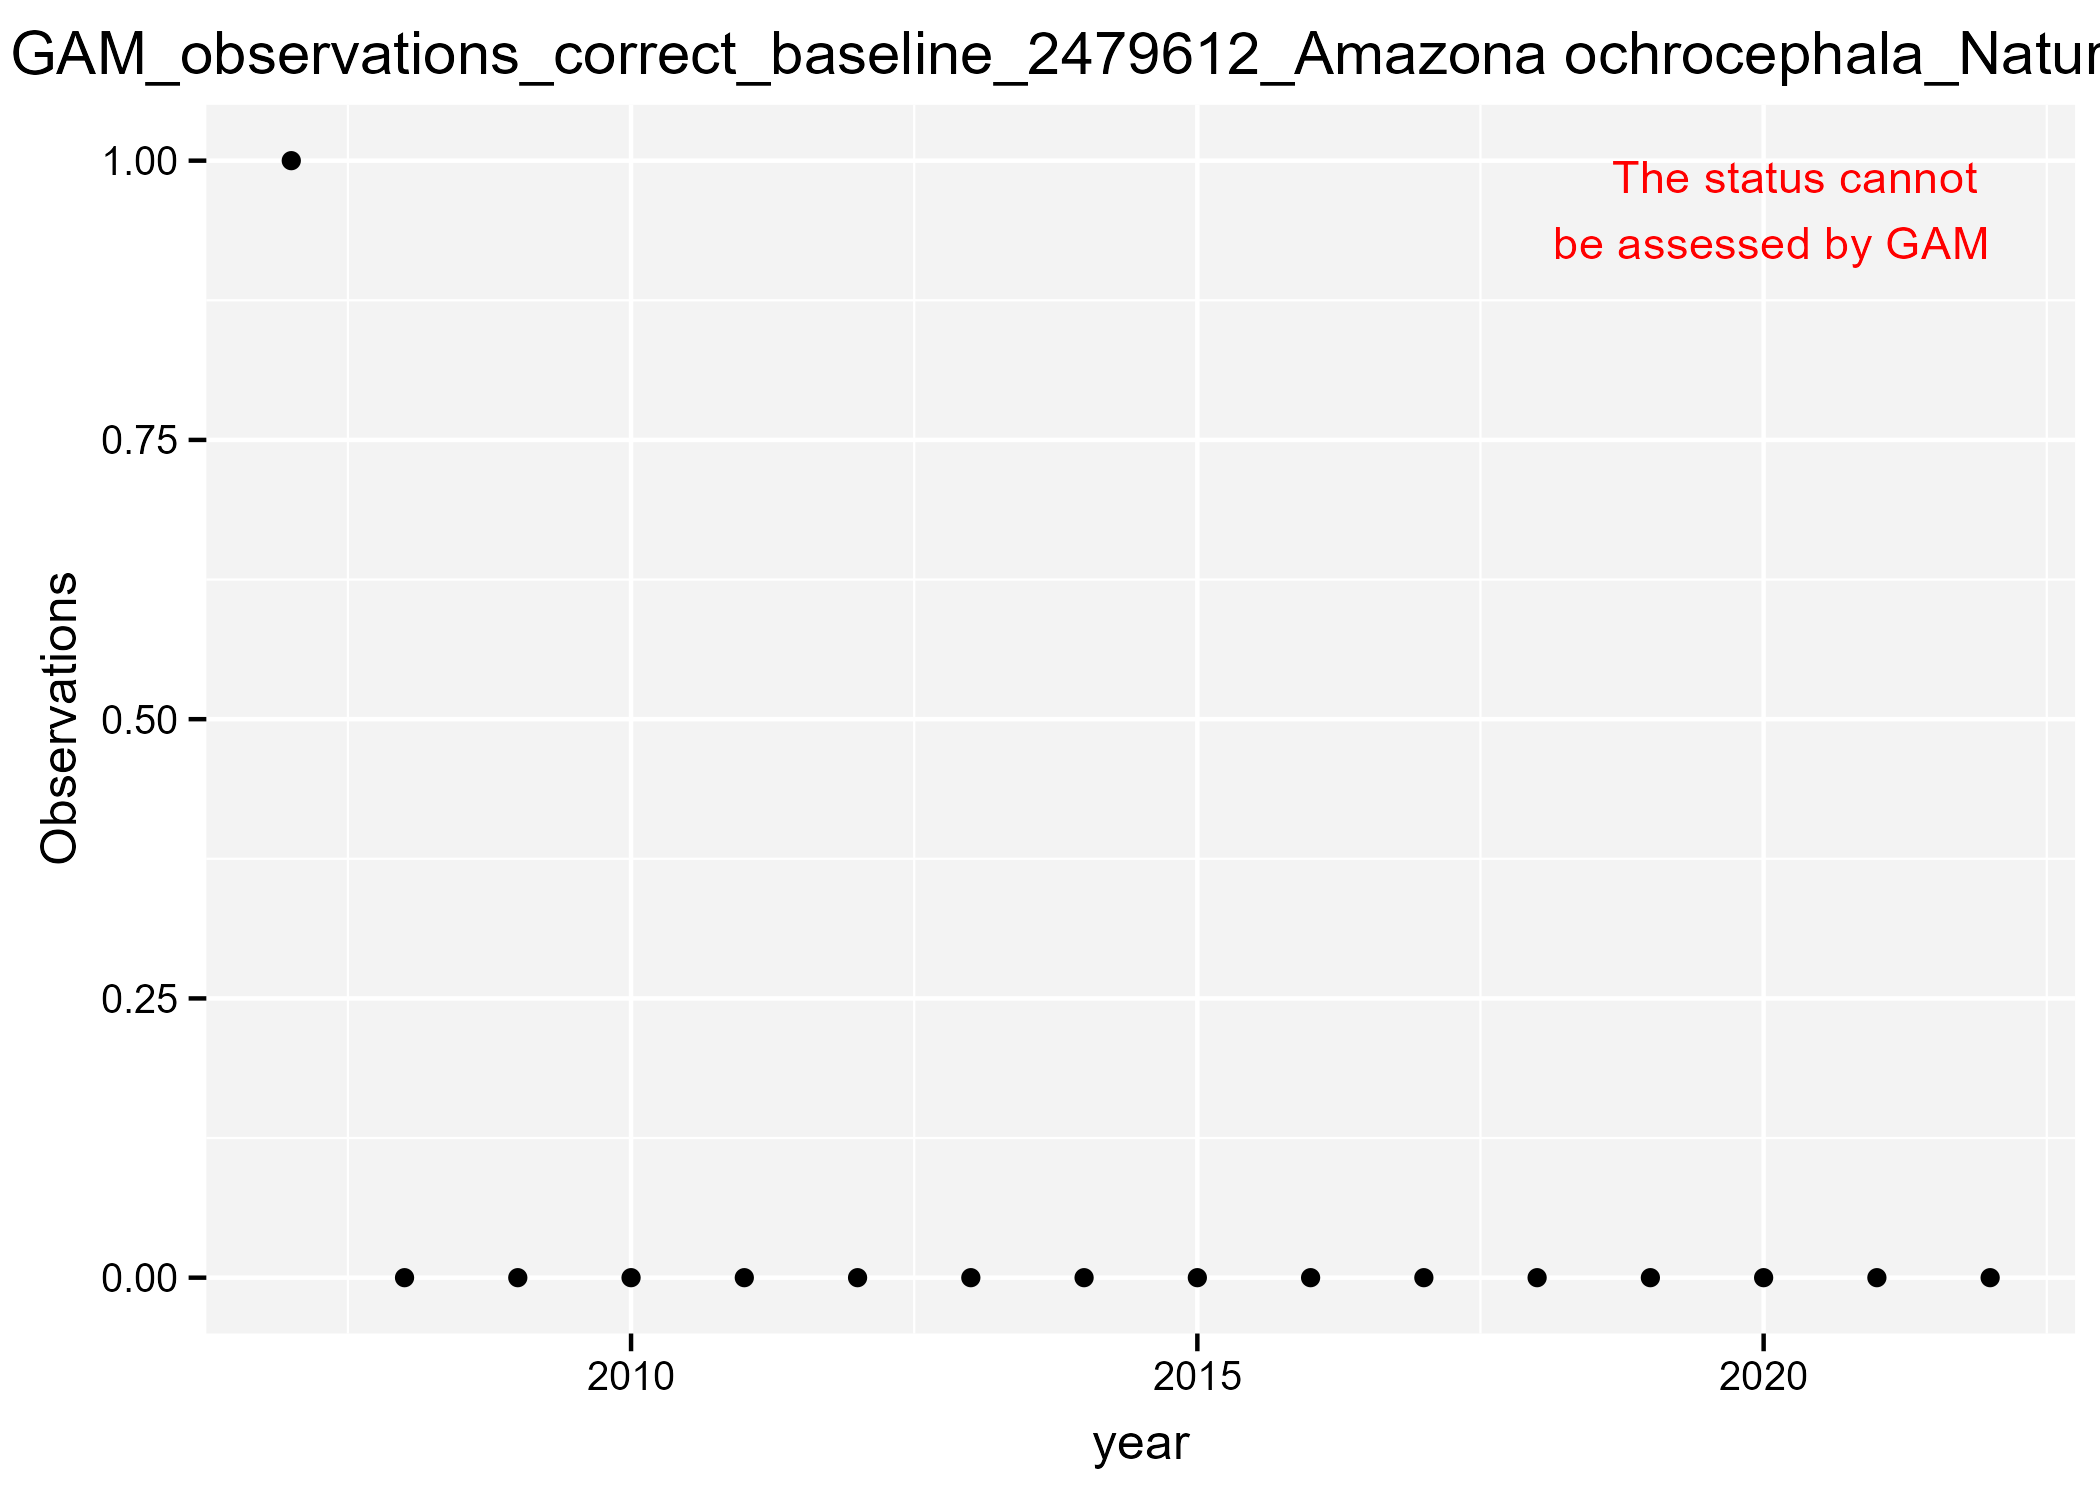 GAM_observations_correct_baseline_2479612_Amazona ochrocephala_Natur
1.00
The status cannot
be assessed by GAM
0.75
Observations
0.50
0.25
0.00
2010
2015
2020
year